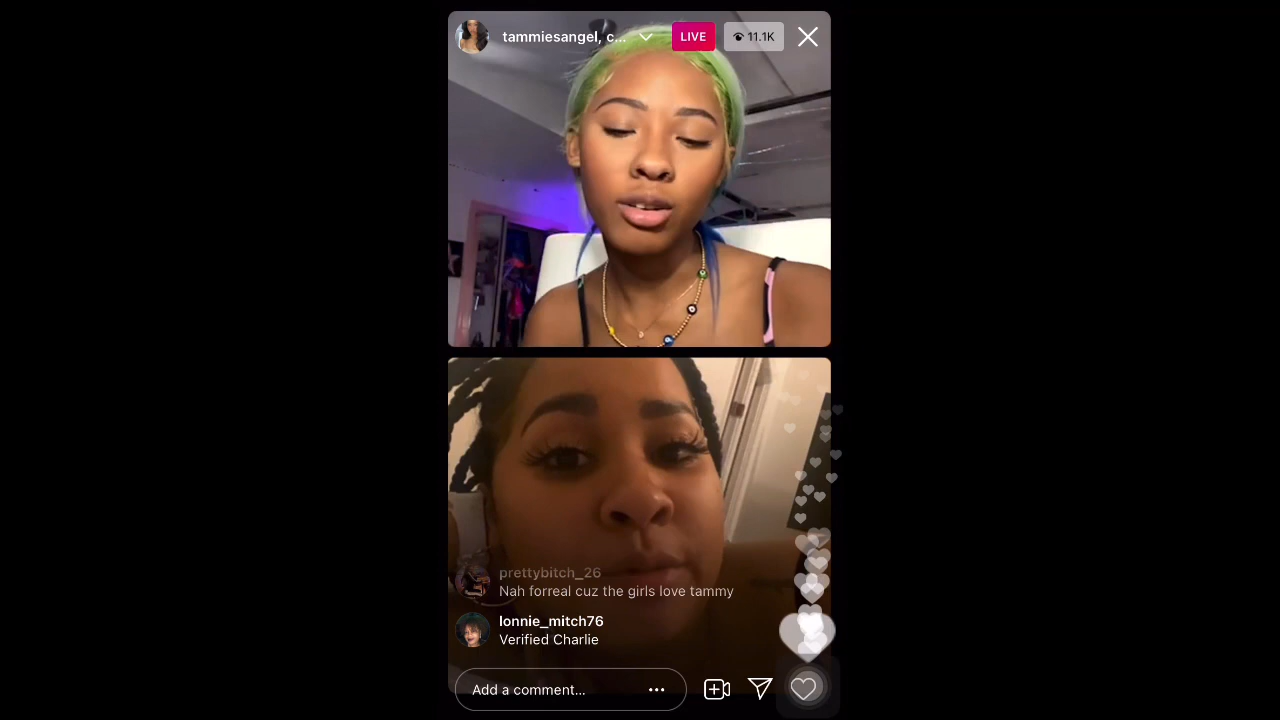 tammiesangel, c...
LIVE
11.1K
prettybitch_26
Nah forreal cuz the girls love tammy
lonnie_mitch76
Verified Charlie
Add a comment...